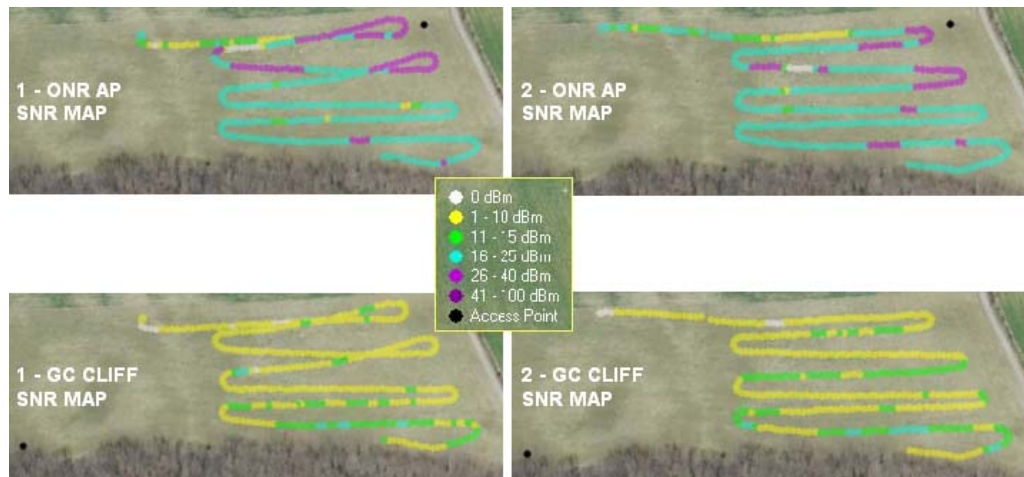 1 - ONR AP
SNR MAP
2 - ONR AP
SNR MAP
0 dBm
1 - 10 dBm
11 - 15 dBm
16 - 25 dBm
26 - 40 dBm
41 - 100 dBm
Access Point
1 - GC CLIFF
SNR MAP
2 - GC CLIFF
SNR MAP